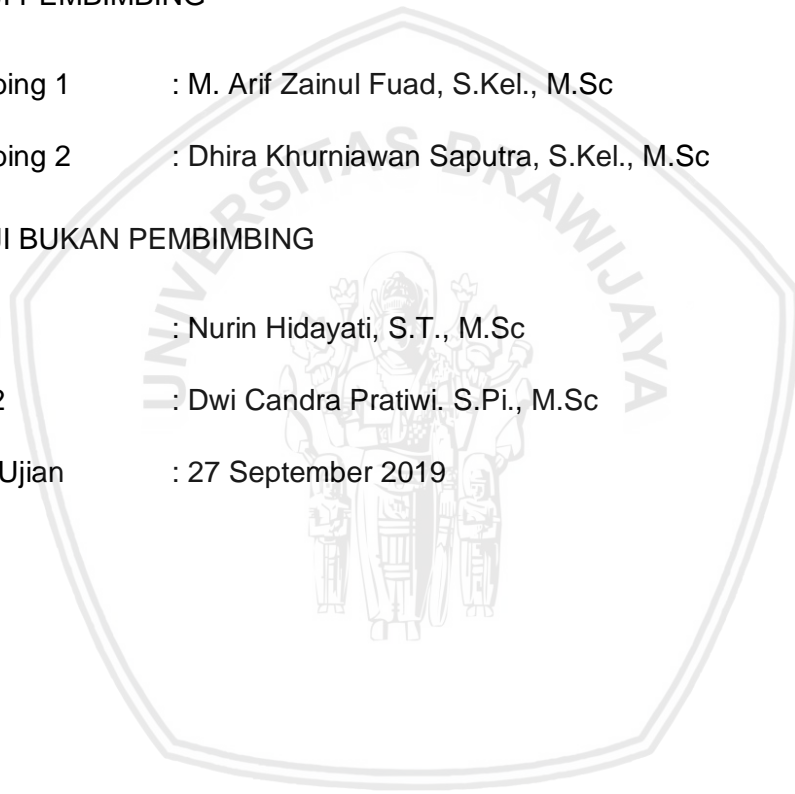 PEMBIMBING
bing 1 : M. Arif Zainul Fuad, S.Kel., M.Sc
bing 2 : Dhira Khurniawan Saputra, S.Kel., M.Sc
JI BUKAN PEMBIMBING
: Nurin Hidayati, S.T., M.Sc
2 : Dwi Candra Pratiwi. S.Pi., M.Sc
Ujian : 27 September 2019
UNIVERSITAS BRAWIJAYA